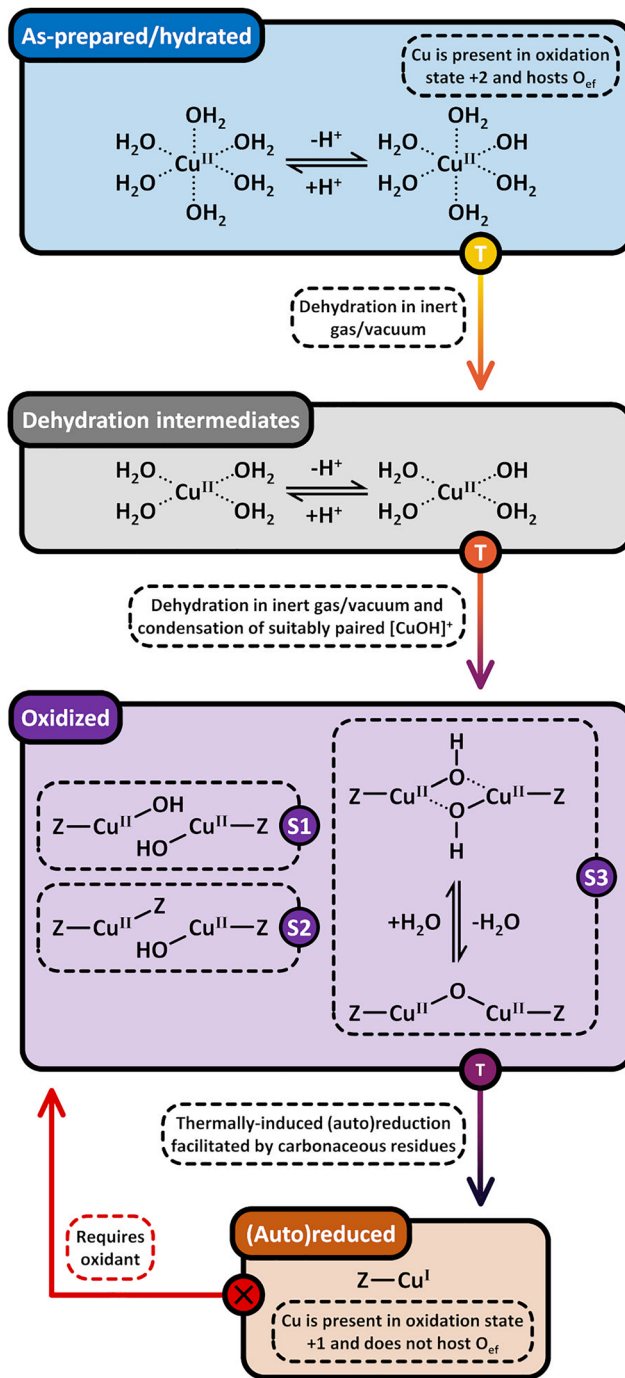 As-prepared/hydrated
Cu is present in oxidation
state +2 and hosts Oef
OH2
H2O OH2
CuII
H2O OH2
OH2
-H+
+H+
OH2
H2O OH
CuII
H2O OH2
OH2
T
Dehydration in inert
gas/vacuum
Dehydration intermediates
H2O OH2
CuII
H2O OH2
-H+
+H+
H2O OH
CuII
H2O OH2
T
Dehydration in inert gas/vacuum and
condensation of suitably paired [CuOH]+
Oxidized
Z CuII OH
HO CuII Z
S1
Z CuII Z
HO CuII Z
S2
H
O
Z CuII CuII Z
O
H
+H2O -H2O
O
Z CuII CuII Z
S3
T
Thermally-induced (auto)reduction
facilitated by carbonaceous residues
Requires
oxidant
(Auto)reduced
Z CuI
Cu is present in oxidation state
+1 and does not host Oef